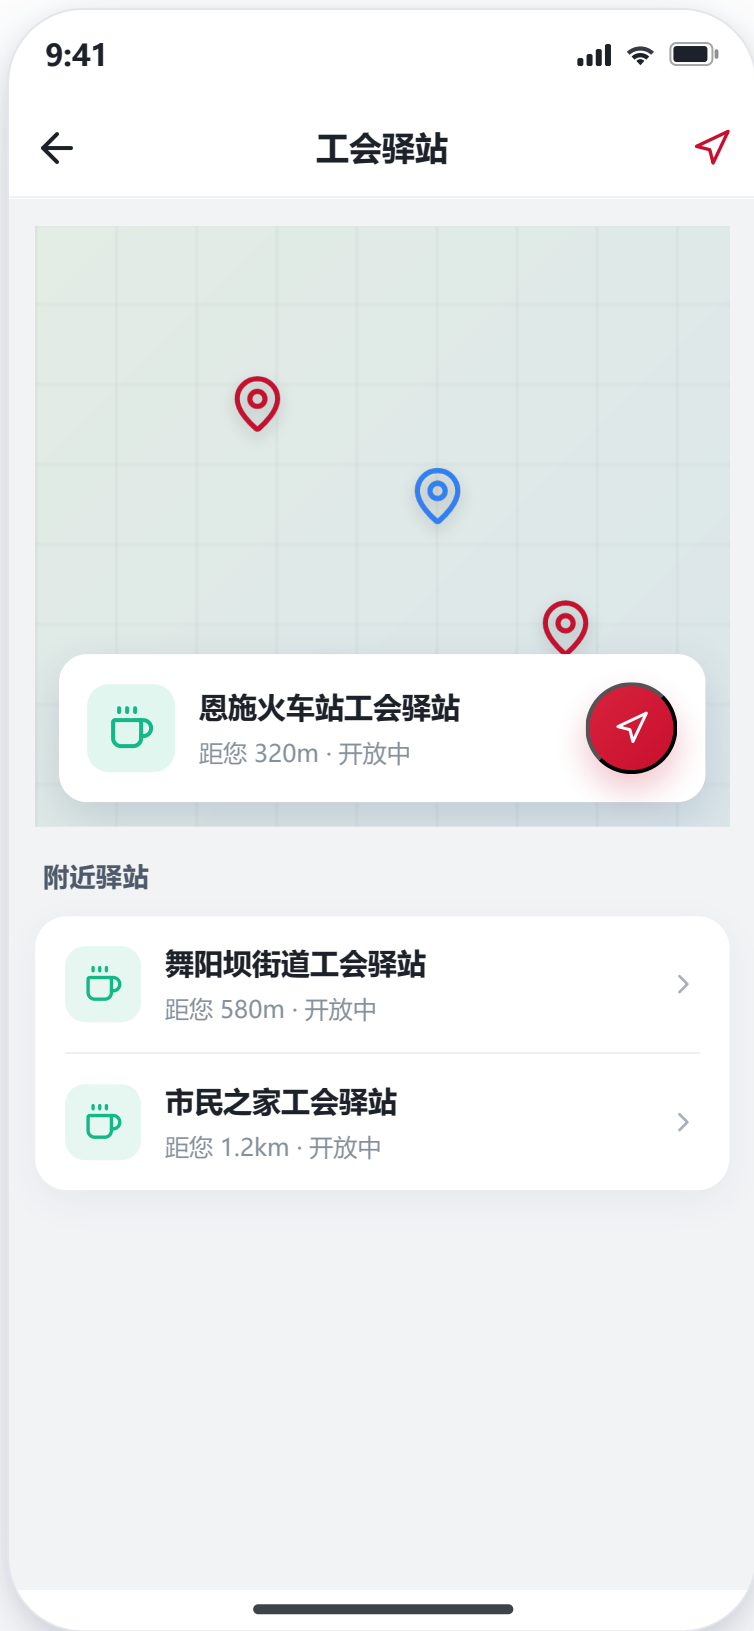 9:41
工会驿站
恩施火车站工会驿站
距您 320m · 开放中
附近驿站
舞阳坝街道工会驿站
距您 580m · 开放中
市民之家工会驿站
距您 1.2km · 开放中